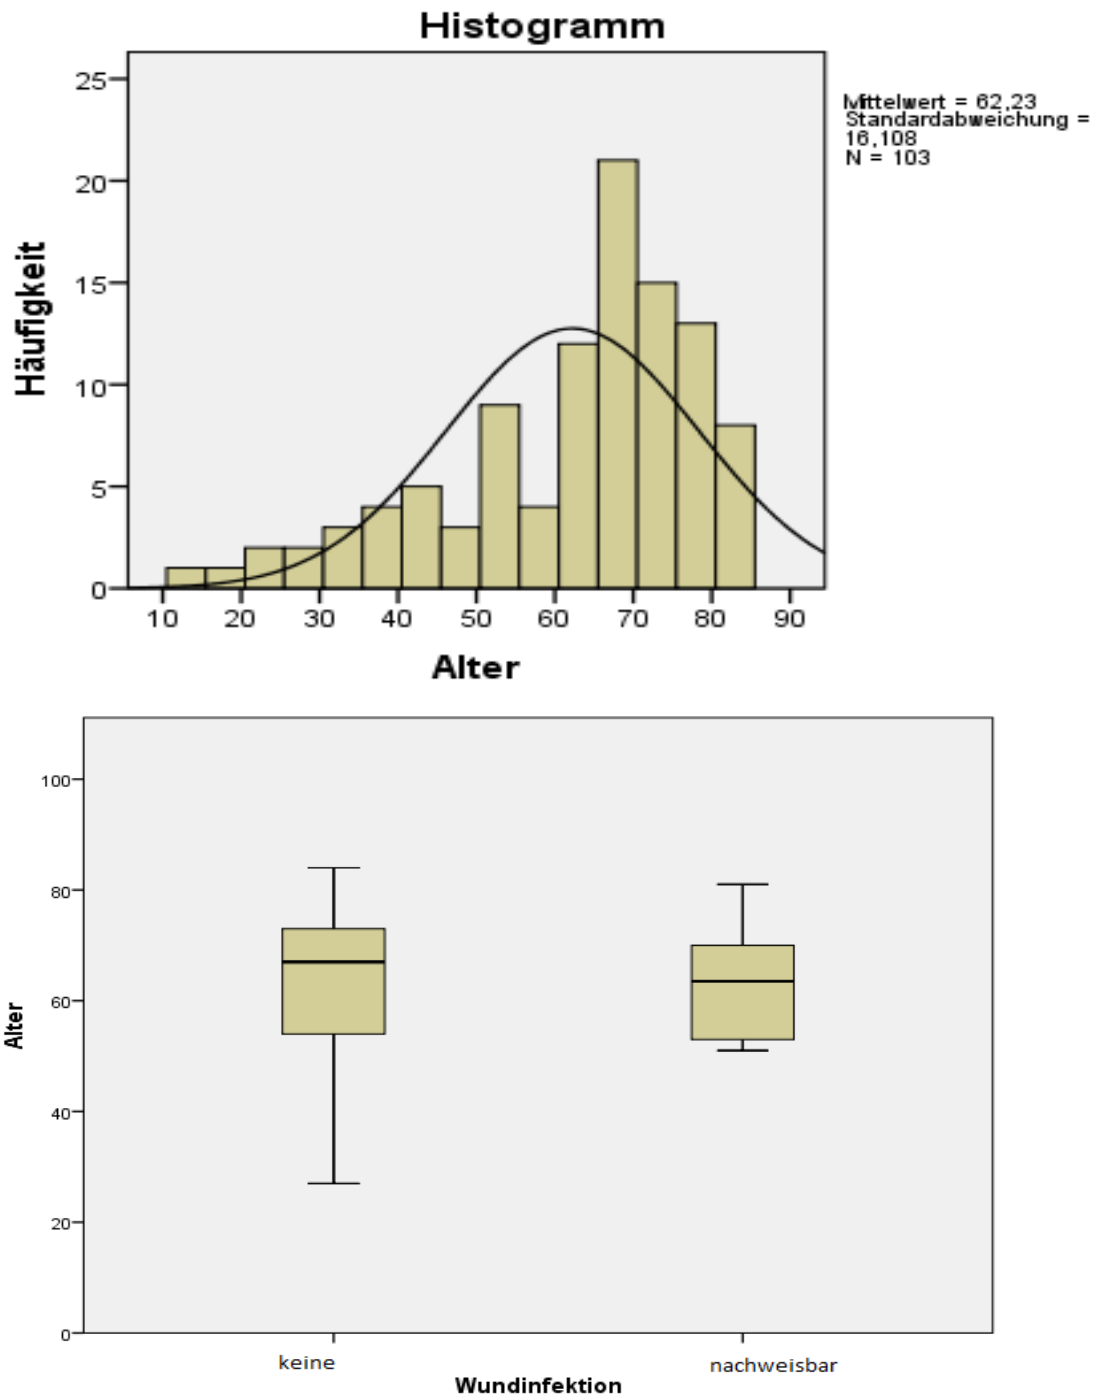 Histogramm
25
20
15
10
5
0
Häufigkeit
10 20 30 40 50 60 70 80 90
Alter
Mittelwert = 62,23
Standardabweichung =
16,108
N = 103
100
80
60
40
20
0
Alter
keine nachweisbar
Wundinfektion